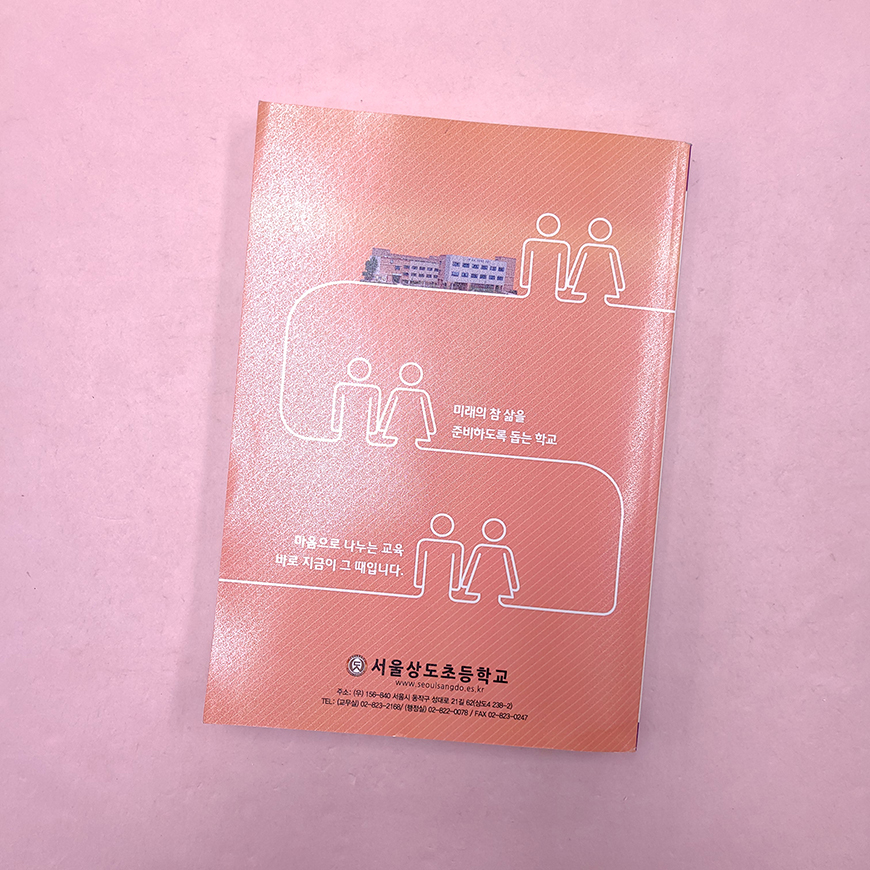 미래의 참 삶을
준비하도록 돕는 학교
마음으로 나누는 교육
바로 지금이 그 때입니다.
서울상도초등학교
www.seoulsangdo.es.kr
주소: (우) 156-840 서울시 동작구 성대로 21길 62(상도4 238-2)
TEL: (교무실) 02-823-2168/ (행정실) 02-822-0078 / FAX 02-823-0247